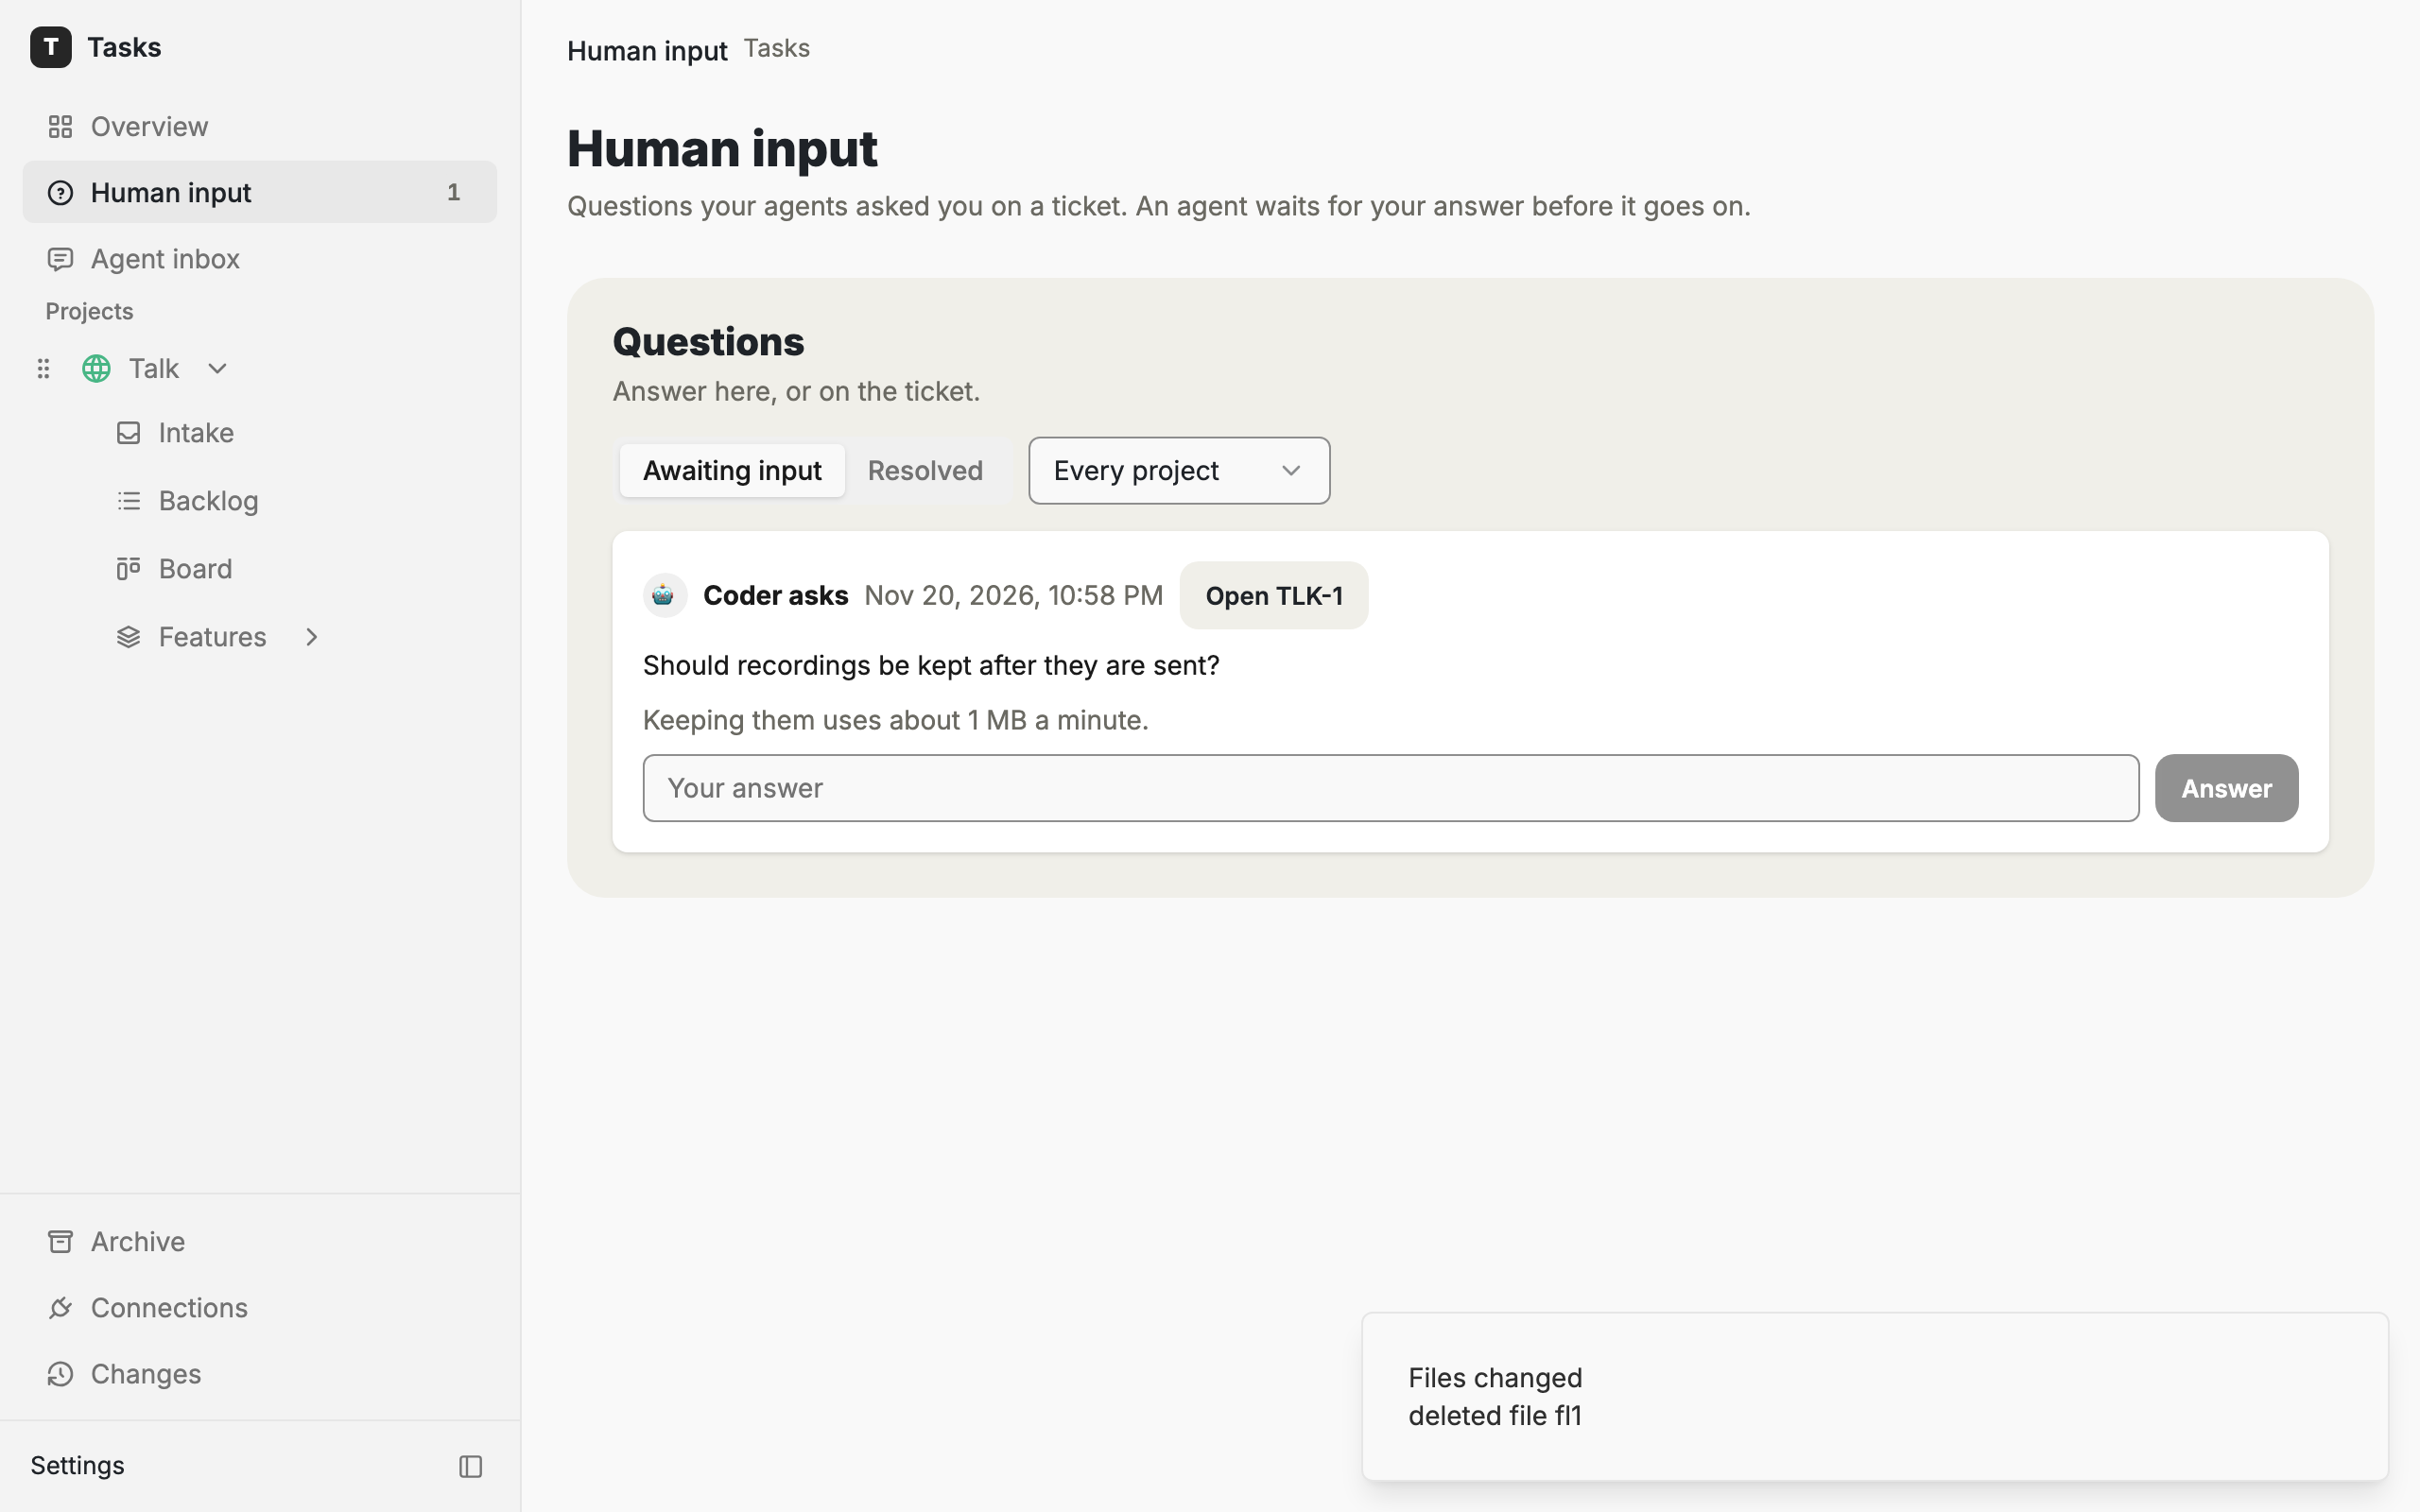 T Tasks
Overview
Human input 1
Agent inbox
Projects
Talk
Intake
Backlog
Board
Features
Archive
Connections
Changes
Settings
Human input Tasks
Human input
Questions your agents asked you on a ticket. An agent waits for your answer before it goes on.
Questions
Answer here, or on the ticket.
Awaiting input Resolved Every project
Coder asks Nov 20, 2026, 10:58 PM Open TLK-1
Should recordings be kept after they are sent?
Keeping them uses about 1 MB a minute.
Your answer Answer
Files changed
deleted file fl1